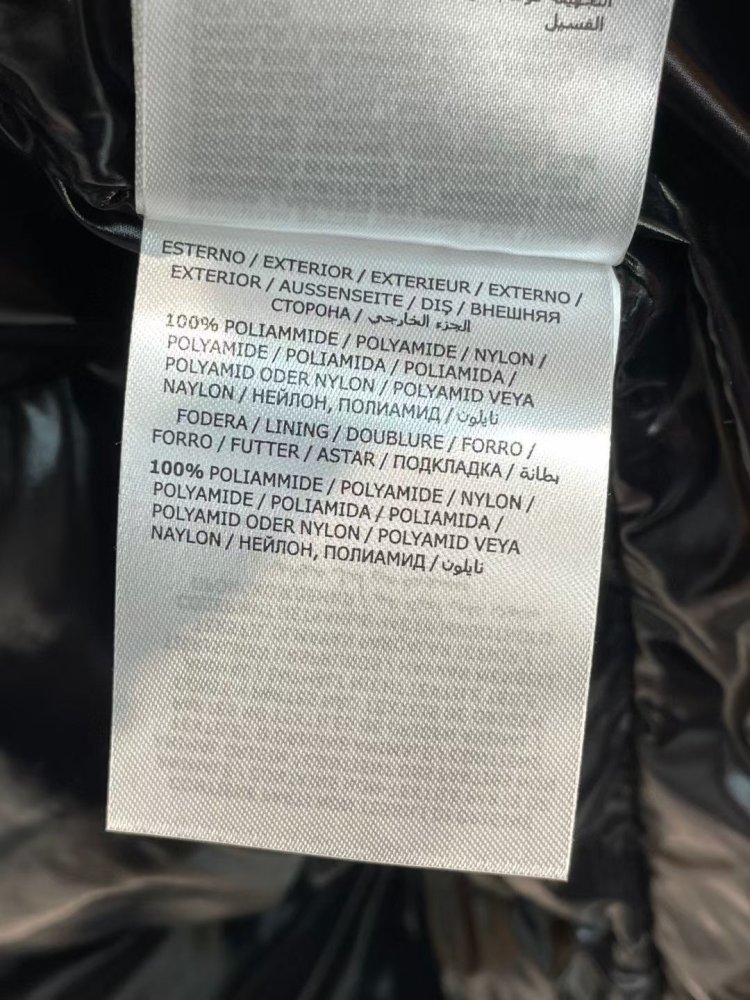 الغسيل
ESTERNO / EXTERIOR / EXTERIEUR / EXTERNO /
EXTERIOR / AUSSENSEITE / DIŞ / ВНЕШНЯЯ
СТОРОНА / الجزء الخارجي
100% POLIAMMIDE / POLYAMIDE / NYLON /
POLYAMIDE / POLIAMIDA / POLIAMIDA /
POLYAMID ODER NYLON / POLYAMID VEYA
NAYLON / НЕЙЛОН, ПОЛИАМИД / نايلون
FODERA / LINING / DOUBLURE / FORRO /
FORRO / FUTTER / ASTAR / ПОДКЛАДКА / بطانة
100% POLIAMMIDE / POLYAMIDE / NYLON /
POLYAMIDE / POLIAMIDA / POLIAMIDA /
POLYAMID ODER NYLON / POLYAMID VEYA
NAYLON / НЕЙЛОН, ПОЛИАМИД / نايلون